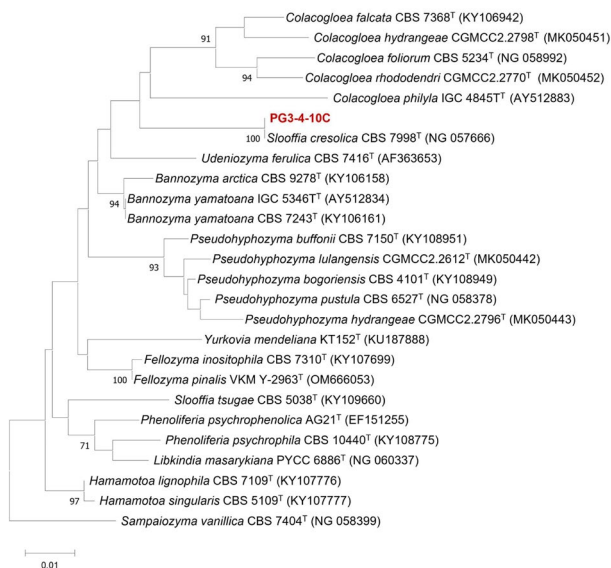 Colacogloea falcata CBS 7368ᵀ (KY106942)
91
Colacogloea hydrangeae CGMCC2.2798ᵀ (MK050451)
Colacogloea foliorum CBS 5234ᵀ (NG 058992)
94
Colacogloea rhododendri CGMCC2.2770ᵀ (MK050452)
Colacogloea philyla IGC 4845Tᵀ (AY512883)
PG3-4-10C
100
Slooffia cresolica CBS 7998ᵀ (NG 057666)
Udeniozyma ferulica CBS 7416ᵀ (AF363653)
Bannozyma arctica CBS 9278ᵀ (KY106158)
94
Bannozyma yamatoana IGC 5346Tᵀ (AY512834)
Bannozyma yamatoana CBS 7243ᵀ (KY106161)
Pseudohyphozyma buffonii CBS 7150ᵀ (KY108951)
93
Pseudohyphozyma lulangensis CGMCC2.2612ᵀ (MK050442)
Pseudohyphozyma bogoriensis CBS 4101ᵀ (KY108949)
Pseudohyphozyma pustula CBS 6527ᵀ (NG 058378)
Pseudohyphozyma hydrangeae CGMCC2.2796ᵀ (MK050443)
Yurkovia mendeliana KT152ᵀ (KU187888)
Fellozyma inositophila CBS 7310ᵀ (KY107699)
100
Fellozyma pinalis VKM Y-2963ᵀ (OM666053)
Slooffia tsugae CBS 5038ᵀ (KY109660)
Phenoliferia psychrophenolica AG21ᵀ (EF151255)
71
Phenoliferia psychrophila CBS 10440ᵀ (KY108775)
Libkindia masarykiana PYCC 6886ᵀ (NG 060337)
Hamamotoa lignophila CBS 7109ᵀ (KY107776)
97
Hamamotoa singularis CBS 5109ᵀ (KY107777)
Sampaiozyma vanillica CBS 7404ᵀ (NG 058399)
0.01